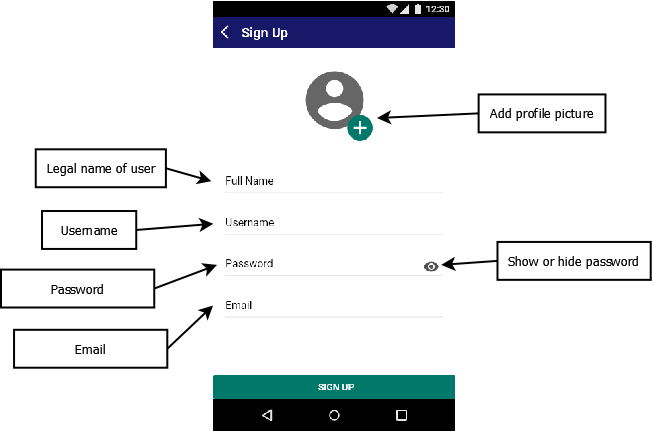 12:30
Sign Up
Add profile picture
Legal name of user
Full Name
Username
Username
Password
Password
Show or hide password
Email
Email
SIGN UP